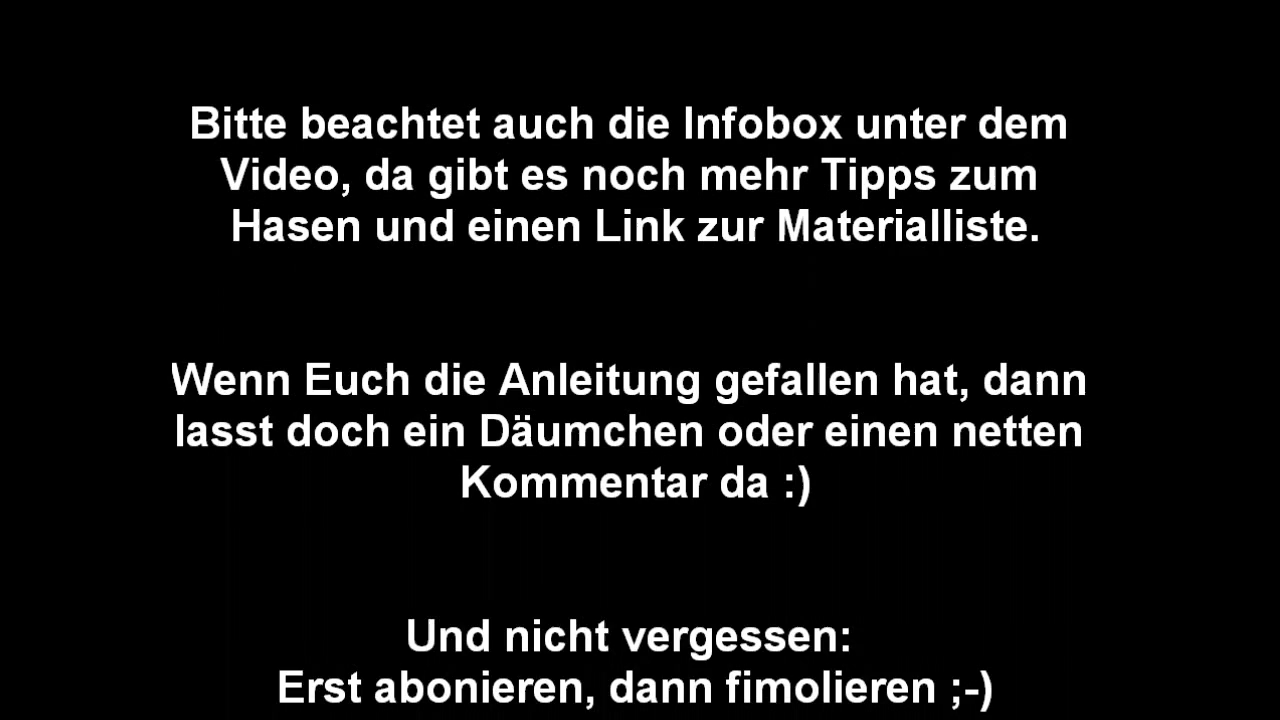 Bitte beachtet auch die Infobox unter dem
Video, da gibt es noch mehr Tipps zum
Hasen und einen Link zur Materialliste.
Wenn Euch die Anleitung gefallen hat, dann
lasst doch ein Däumchen oder einen netten
Kommentar da :)
Und nicht vergessen:
Erst abonieren, dann fimolieren ;-)